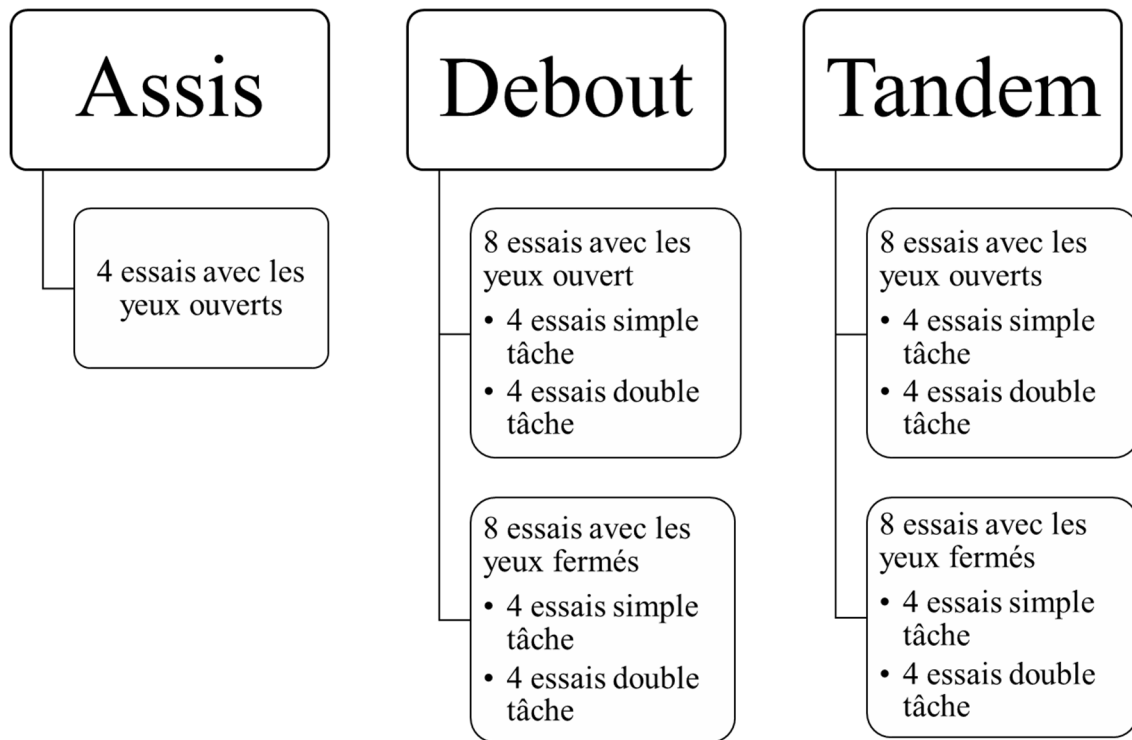 Assis
4 essais avec les
yeux ouverts
Debout
8 essais avec les
yeux ouvert
• 4 essais simple
tâche
• 4 essais double
tâche
8 essais avec les
yeux fermés
• 4 essais simple
tâche
• 4 essais double
tâche
Tandem
8 essais avec les
yeux ouverts
• 4 essais simple
tâche
• 4 essais double
tâche
8 essais avec les
yeux fermés
• 4 essais simple
tâche
• 4 essais double
tâche